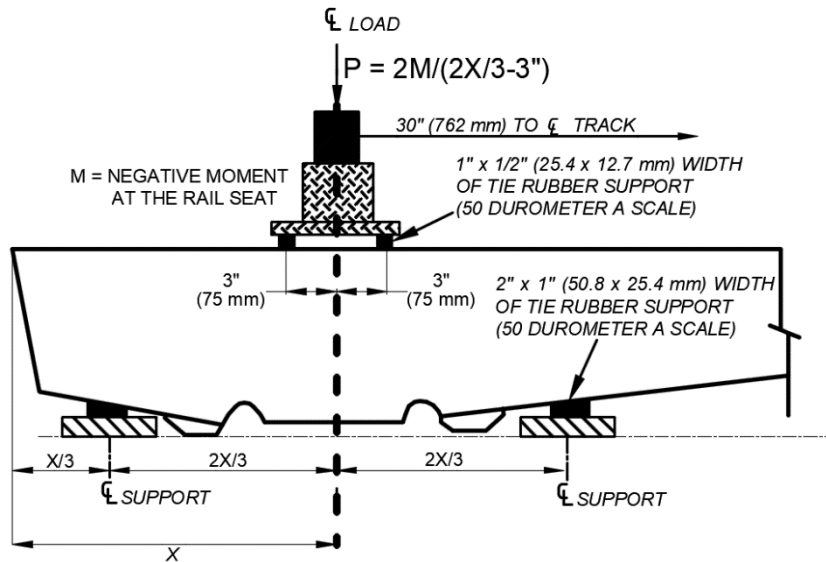 ℄ LOAD
P = 2M/(2X/3-3")
30" (762 mm) TO ℄ TRACK
M = NEGATIVE MOMENT
AT THE RAIL SEAT
1" x 1/2" (25.4 x 12.7 mm) WIDTH
OF TIE RUBBER SUPPORT
(50 DUROMETER A SCALE)
3"
(75 mm)
3"
(75 mm)
2" x 1" (50.8 x 25.4 mm) WIDTH
OF TIE RUBBER SUPPORT
(50 DUROMETER A SCALE)
X/3
2X/3
2X/3
℄ SUPPORT
℄ SUPPORT
X